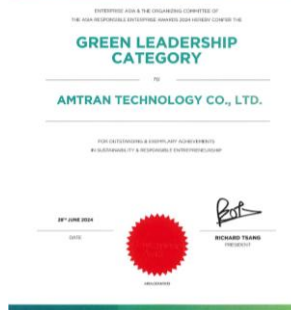 ENTERPRISE ASIA & THE ORGANIZING COMMITTEE OF
THE ASIA RESPONSIBLE ENTERPRISE AWARDS 2024 HEREBY CONFER THE
GREEN LEADERSHIP
CATEGORY
TO
AMTRAN TECHNOLOGY CO., LTD.
FOR OUTSTANDING & EXEMPLARY ACHIEVEMENTS
IN SUSTAINABILITY & RESPONSIBLE ENTREPRENEURSHIP
28TH JUNE 2024
DATE
RICHARD TSANG
PRESIDENT